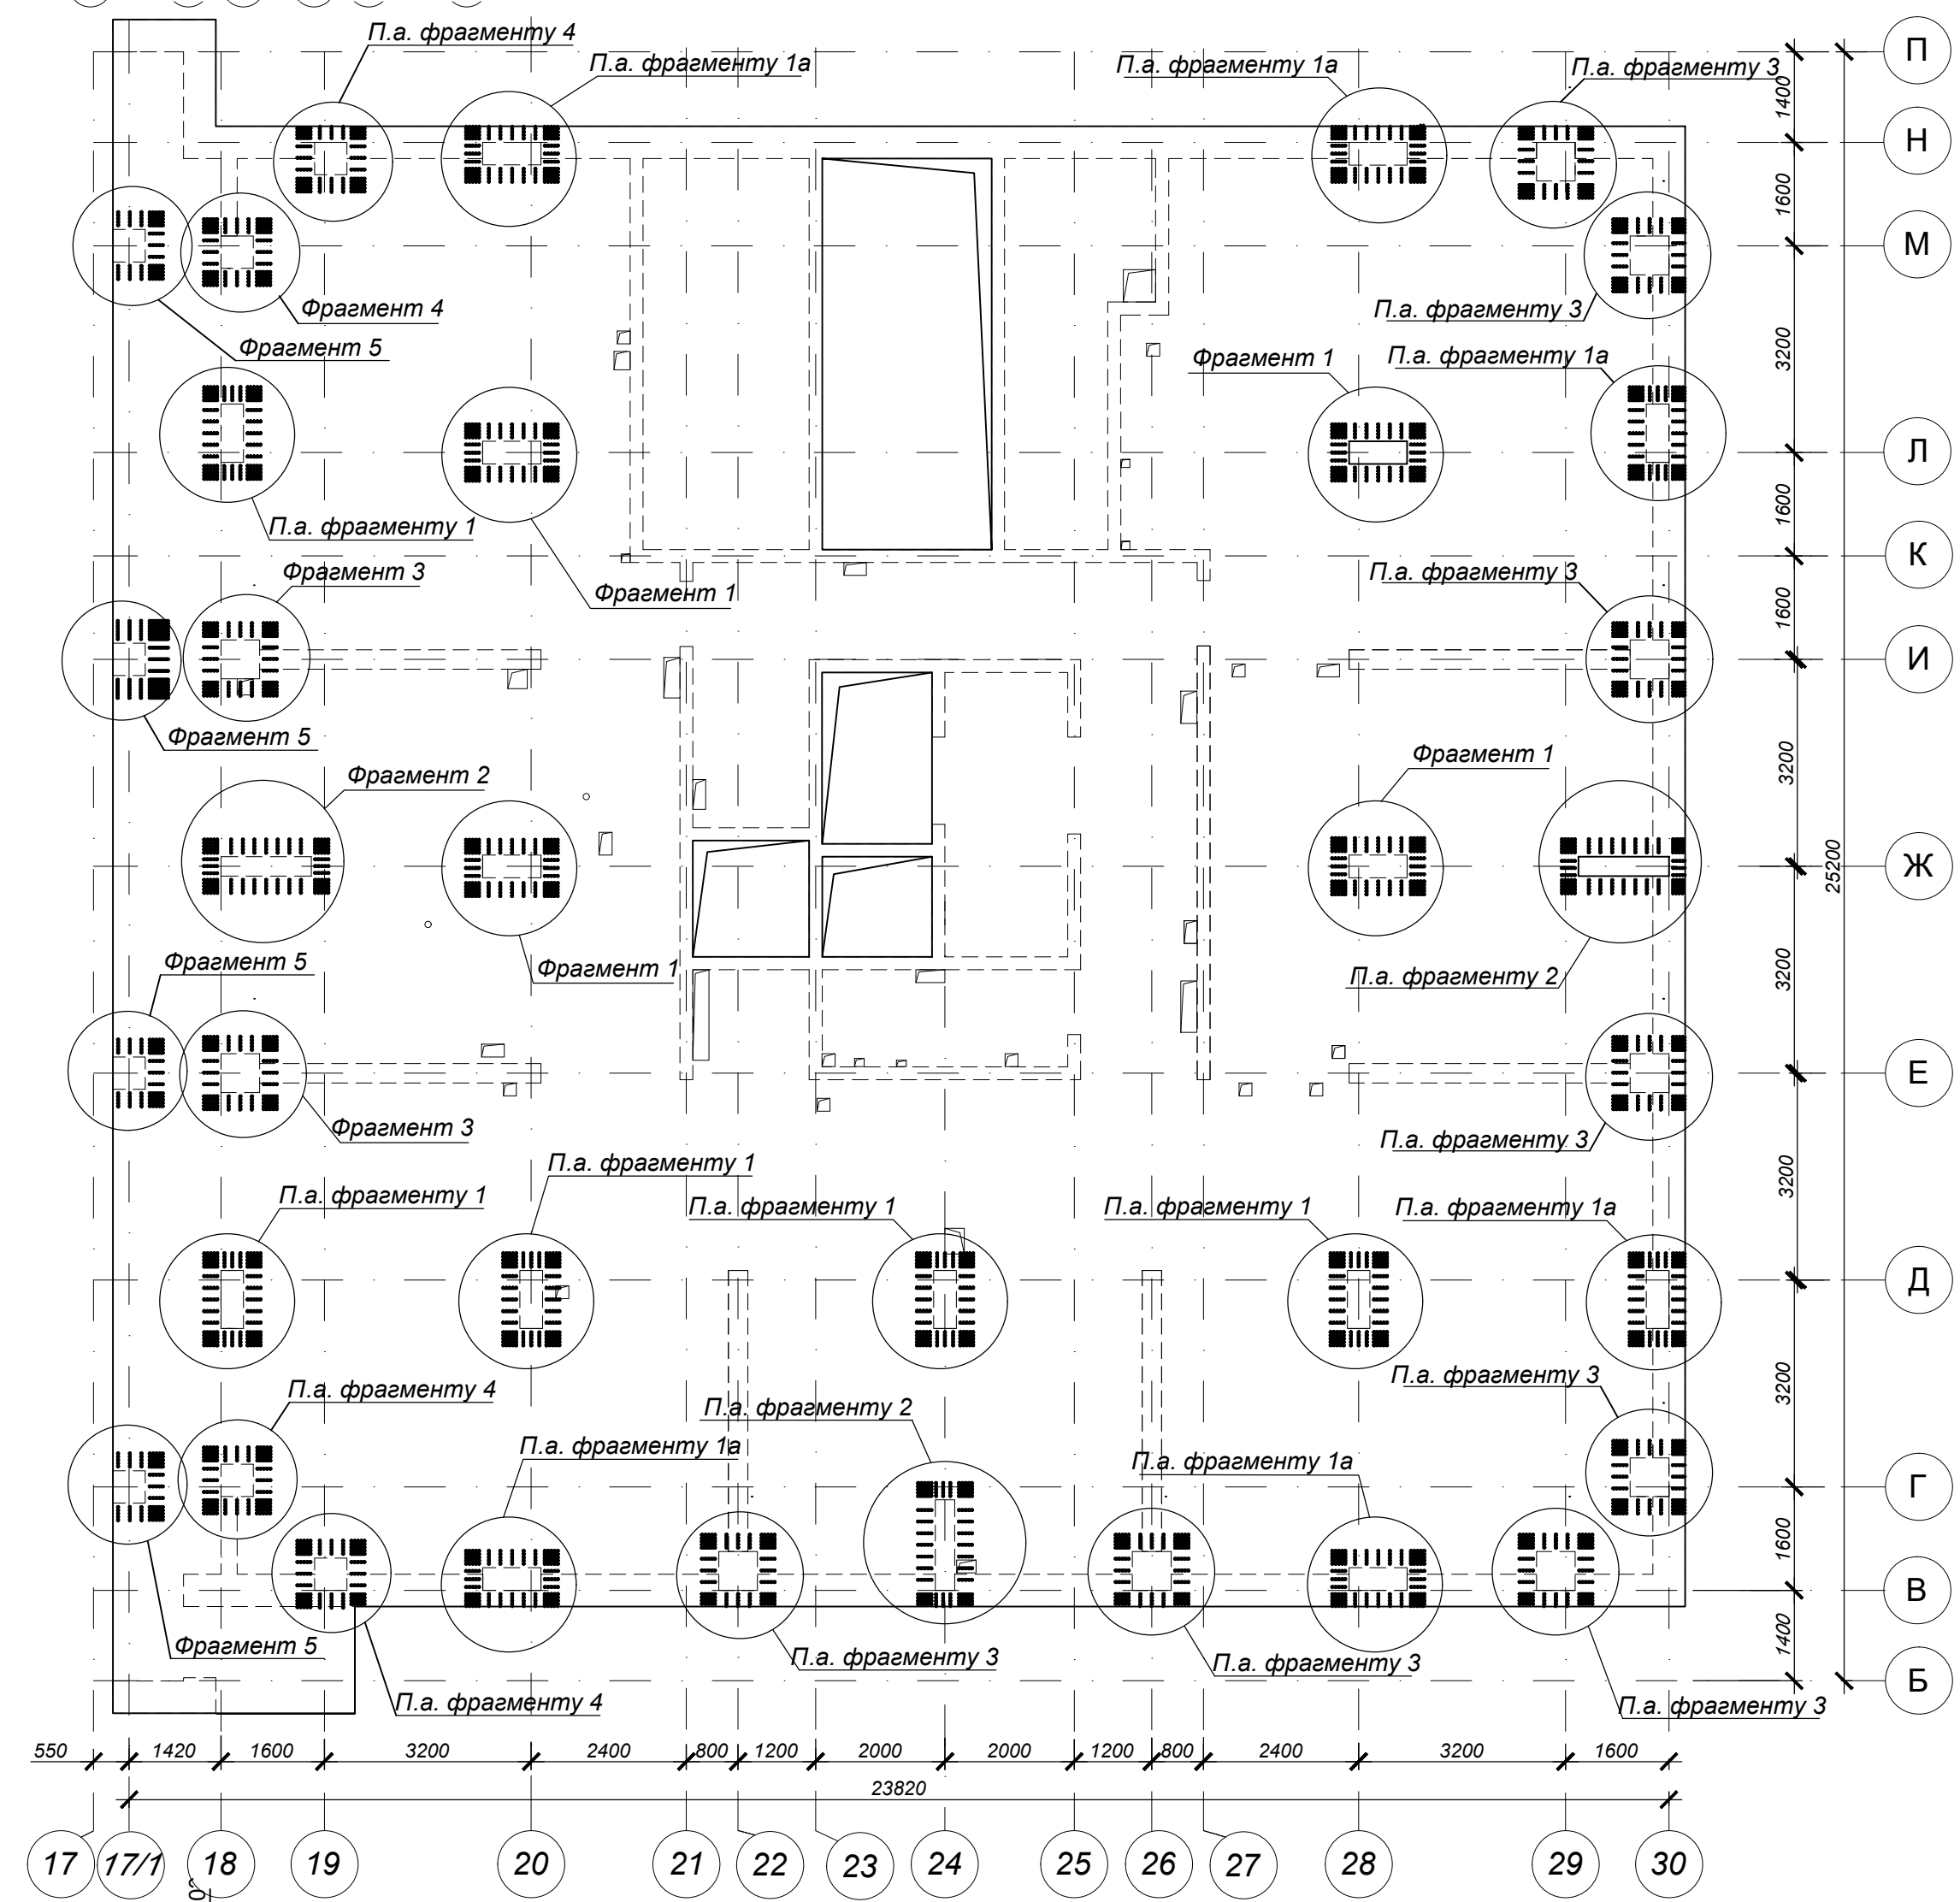 П.а. фрагменту 4
П
П.а. фрагменту 1а
П.а. фрагменту 1а
П.а. фрагменту 3
1400
Н
1600
М
Фрагмент 4
П.а. фрагменту 3
Фрагмент 5
3200
Фрагмент 1
П.а. фрагменту 1а
Л
П.а. фрагменту 1
1600
К
Фрагмент 3
П.а. фрагменту 3
Фрагмент 1
1600
И
Фрагмент 5
Фрагмент 2
Фрагмент 1
3200
25200
Ж
Фрагмент 5
Фрагмент 1
П.а. фрагменту 2
3200
Е
Фрагмент 3
П.а. фрагменту 3
П.а. фрагменту 1
3200
П.а. фрагменту 1
П.а. фрагменту 1
П.а. фрагменту 1
П.а. фрагменту 1а
Д
П.а. фрагменту 4
П.а. фрагменту 3
3200
П.а. фрагменту 2
П.а. фрагменту 1а
П.а. фрагменту 1а
Г
1600
В
Фрагмент 5
П.а. фрагменту 3
П.а. фрагменту 3
1400
Б
П.а. фрагменту 4
П.а. фрагменту 3
550 1420 1600 3200 2400 800 1200 2000 2000 1200 800 2400 3200 1600
23820
17 17/1 18 19 20 21 22 23 24 25 26 27 28 29 30